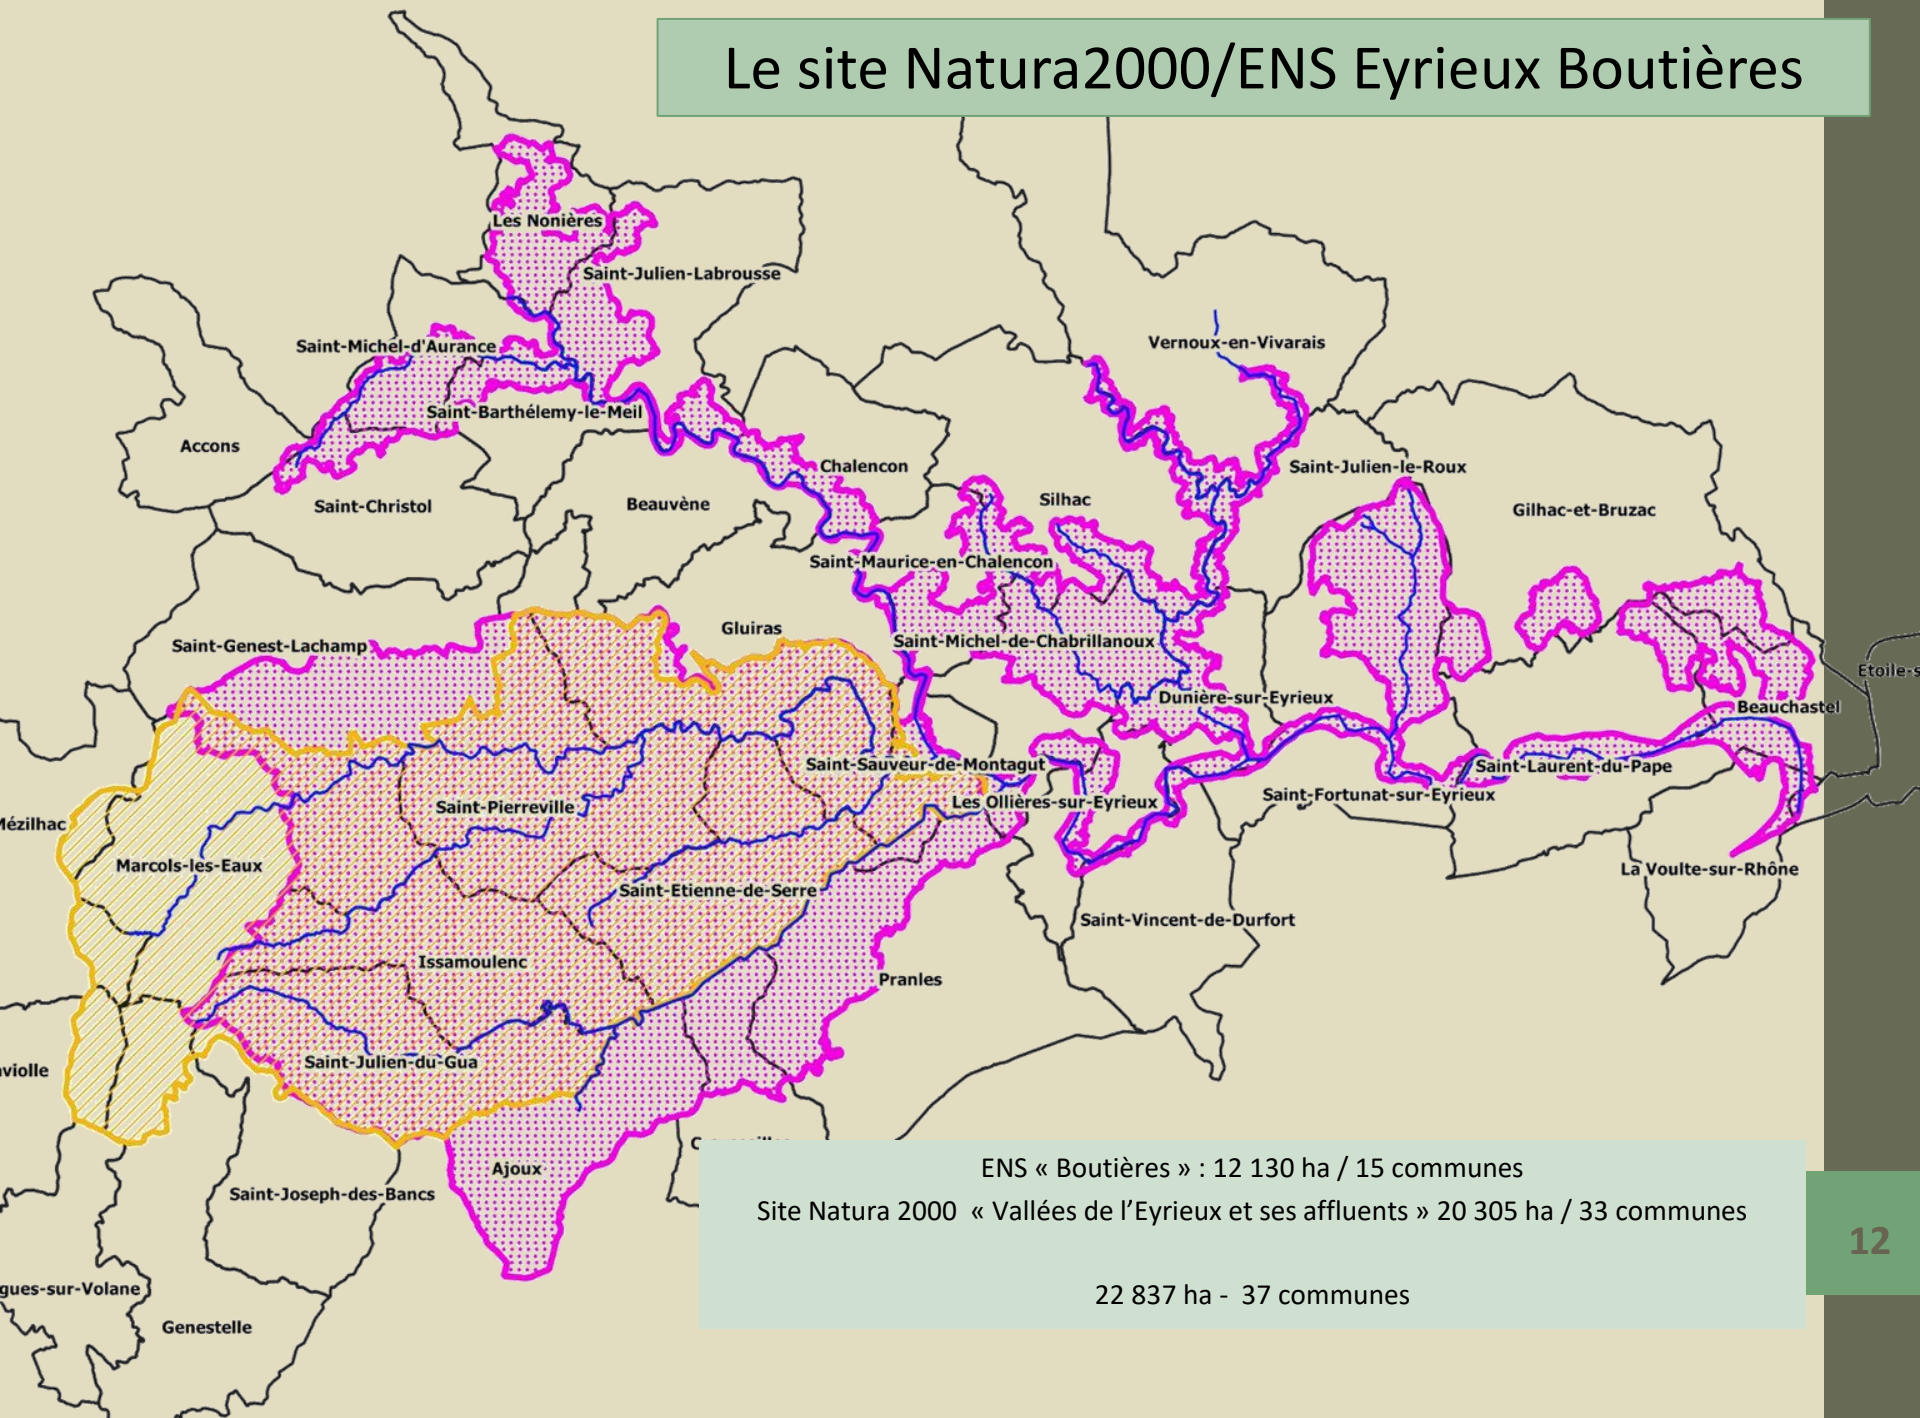 Le site Natura2000/ENS Eyrieux Boutières
Les Nonières
Saint-Julien-Labrousse
Saint-Michel-d'Aurance
Vernoux-en-Vivarais
Saint-Barthélemy-le-Meil
Accons
Chalencon
Saint-Julien-le-Roux
Saint-Christol
Beauvène
Silhac
Gilhac-et-Bruzac
Saint-Maurice-en-Chalencon
Gluiras
Saint-Genest-Lachamp
Saint-Michel-de-Chabrillanoux
Etoile-s
Dunière-sur-Eyrieux
Beauchastel
Saint-Sauveur-de-Montagut
Saint-Laurent-du-Pape
Saint-Pierreville
Les Ollières-sur-Eyrieux
Saint-Fortunat-sur-Eyrieux
Mézilhac
Marcols-les-Eaux
La Voulte-sur-Rhône
Saint-Etienne-de-Serre
Saint-Vincent-de-Durfort
Issamoulenc
Pranles
Saint-Julien-du-Gua
aviolle
Ajoux
Saint-Joseph-des-Bancs
ENS « Boutières » : 12 130 ha / 15 communes
Site Natura 2000 « Vallées de l’Eyrieux et ses affluents » 20 305 ha / 33 communes
22 837 ha - 37 communes
12
gues-sur-Volane
Genestelle